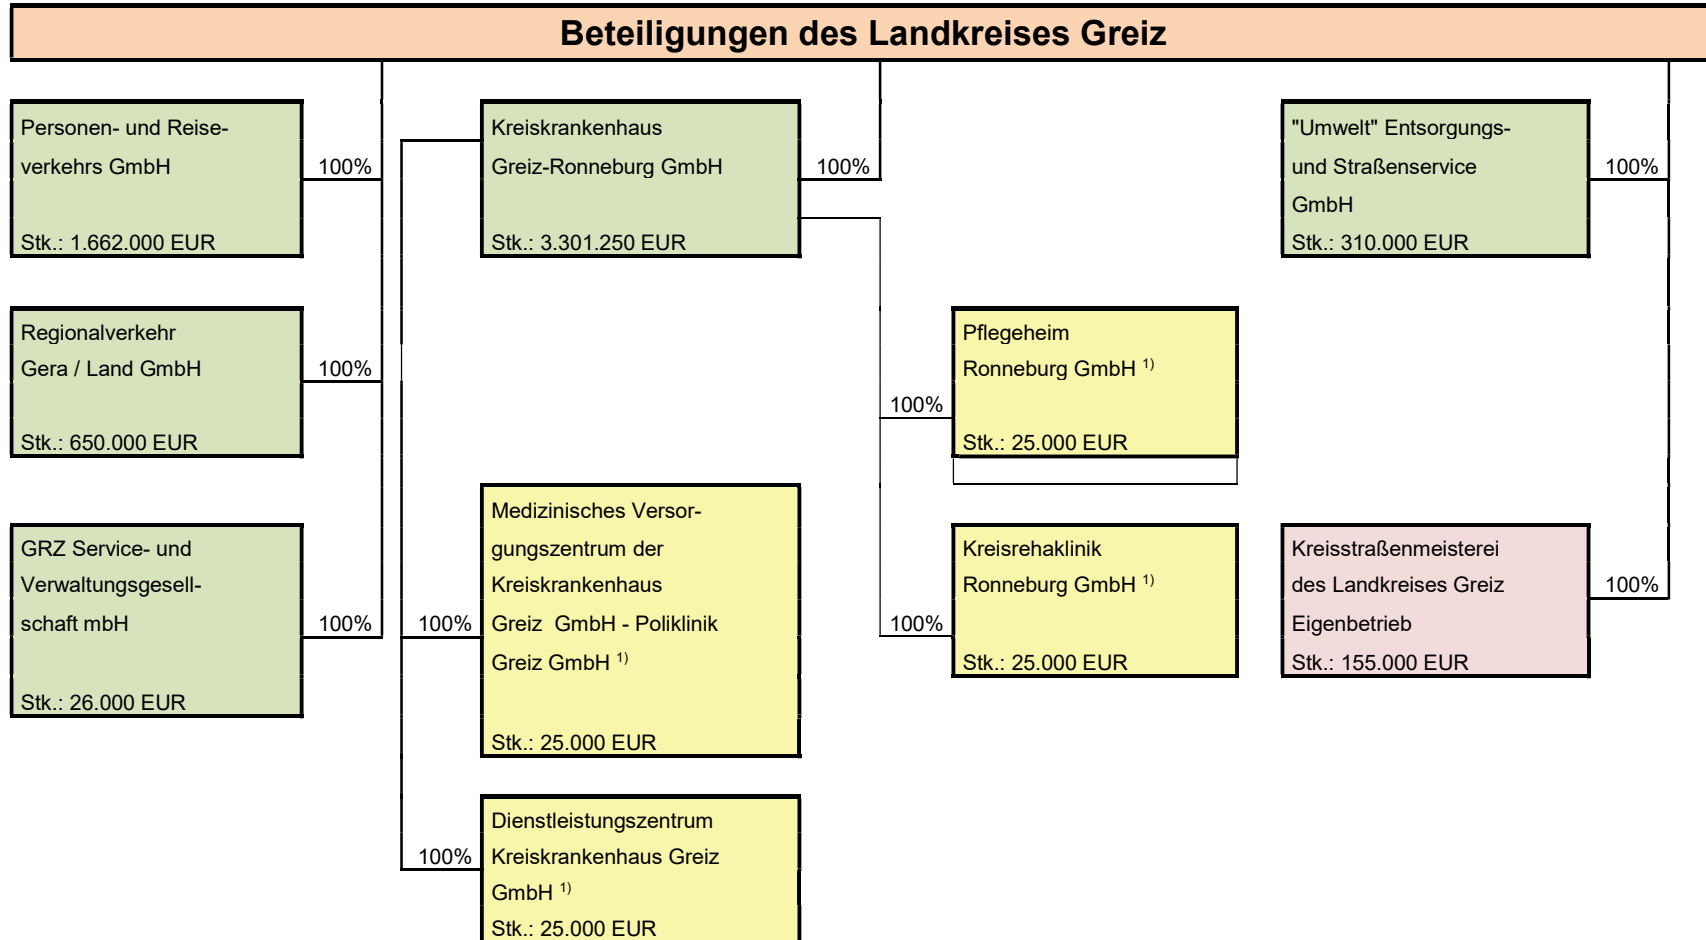 Beteiligungen des Landkreises Greiz
Personen- und Reise-
verkehrs GmbH
Stk.: 1.662.000 EUR
100%
Regionalverkehr
Gera / Land GmbH
Stk.: 650.000 EUR
100%
GRZ Service- und
Verwaltungsgesell-
schaft mbH
Stk.: 26.000 EUR
100%
Kreiskrankenhaus
Greiz-Ronneburg GmbH
Stk.: 3.301.250 EUR
100%
100%
Medizinisches Versor-
gungszentrum der
Kreiskrankenhaus
Greiz GmbH - Poliklinik
Greiz GmbH 1)
Stk.: 25.000 EUR
100%
Dienstleistungszentrum
Kreiskrankenhaus Greiz
GmbH 1)
Stk.: 25.000 EUR
100%
Pflegeheim
Ronneburg GmbH 1)
Stk.: 25.000 EUR
100%
Kreisrehaklinik
Ronneburg GmbH 1)
Stk.: 25.000 EUR
"Umwelt" Entsorgungs-
und Straßenservice
GmbH
Stk.: 310.000 EUR
100%
Kreisstraßenmeisterei
des Landkreises Greiz
Eigenbetrieb
Stk.: 155.000 EUR
100%